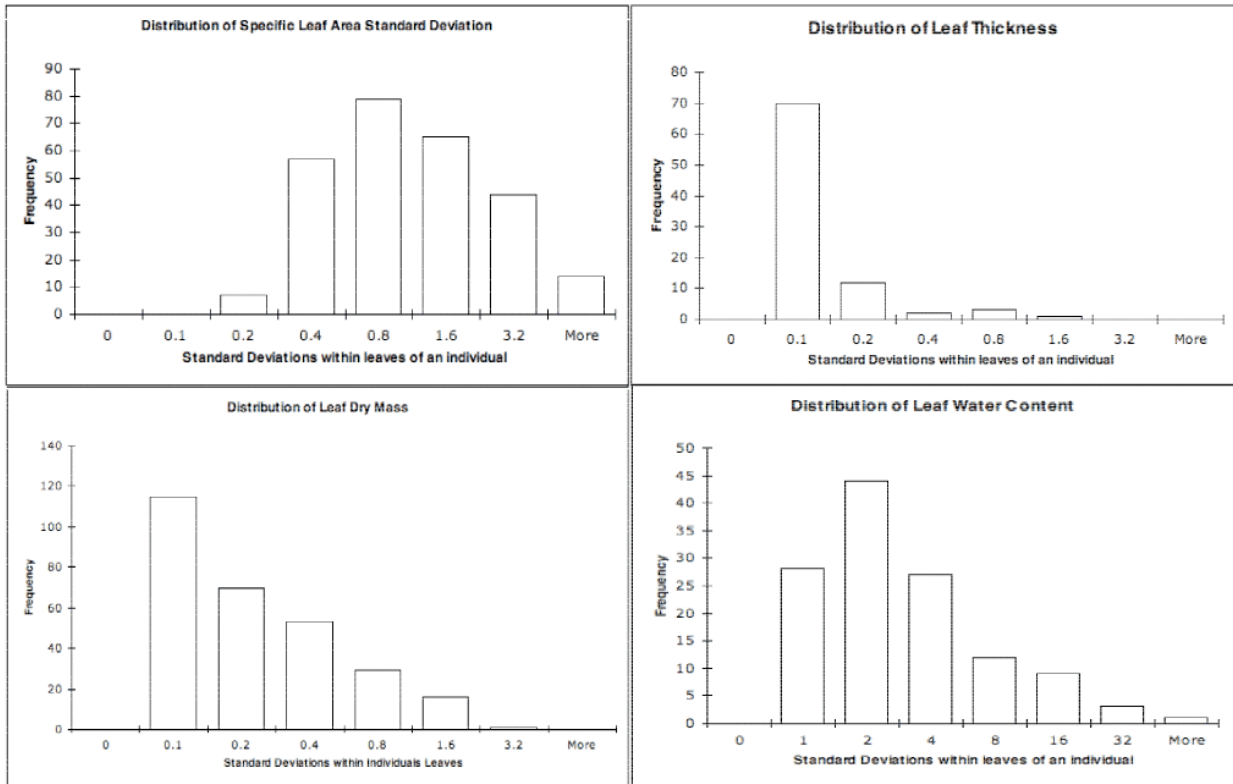 Distribution of Specific Leaf Area Standard Deviation
Frequency
90
80
70
60
50
40
30
20
10
0
0 0.1 0.2 0.4 0.8 1.6 3.2 More
Standard Deviations within leaves of an individual
Distribution of Leaf Thickness
Frequency
80
70
60
50
40
30
20
10
0
0 0.1 0.2 0.4 0.8 1.6 3.2 More
Standard Deviations within leaves of an individual
Distribution of Leaf Dry Mass
Frequency
140
120
100
80
60
40
20
0
0 0.1 0.2 0.4 0.8 1.6 3.2 More
Standard Deviations within Individuals Leaves
Distribution of Leaf Water Content
Frequency
50
45
40
35
30
25
20
15
10
5
0
0 1 2 4 8 16 32 More
Standard Deviations within leaves of an individual